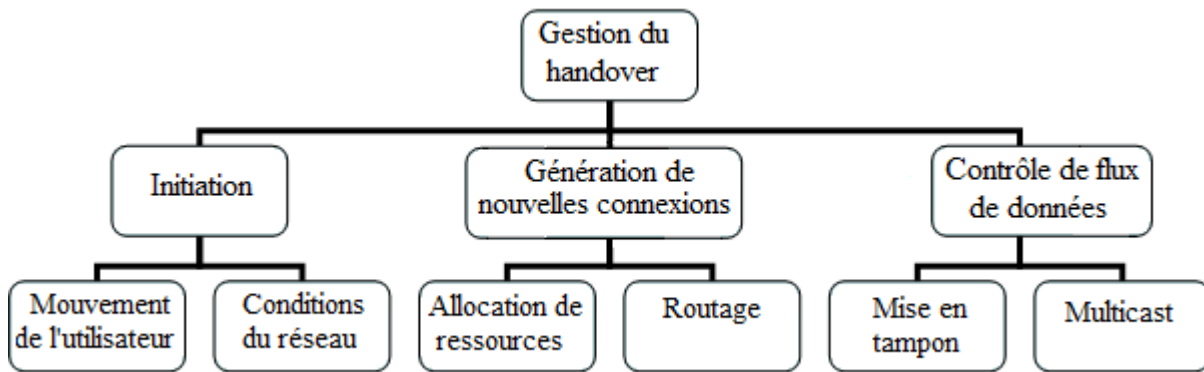 Gestion du
handover
Initiation
Génération de
nouvelles connexions
Contrôle de flux
de données
Mouvement
de l'utilisateur
Conditions
du réseau
Allocation de
ressources
Routage
Mise en
tampon
Multicast